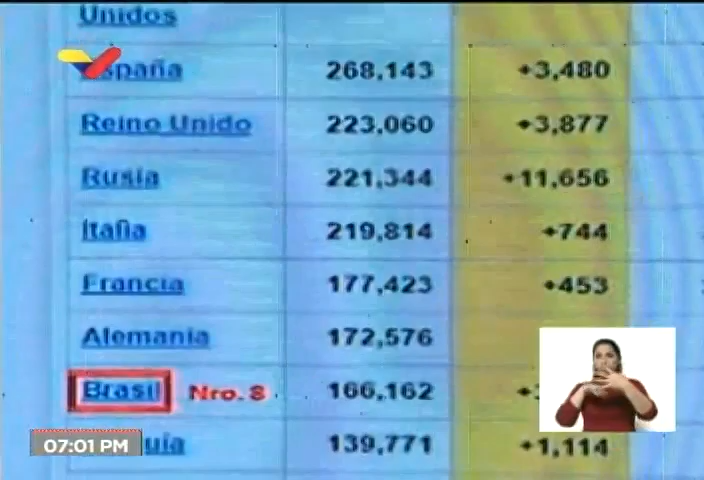 Unidos
España 268,143 +3,480
Reino Unido 223,060 +3,877
Rusia 221,344 +11,656
Italia 219,814 +744
Francia 177,423 +453
Alemania 172,576
Brasil Nro. 8 166,162
139,771 +1,114
07:01 PM